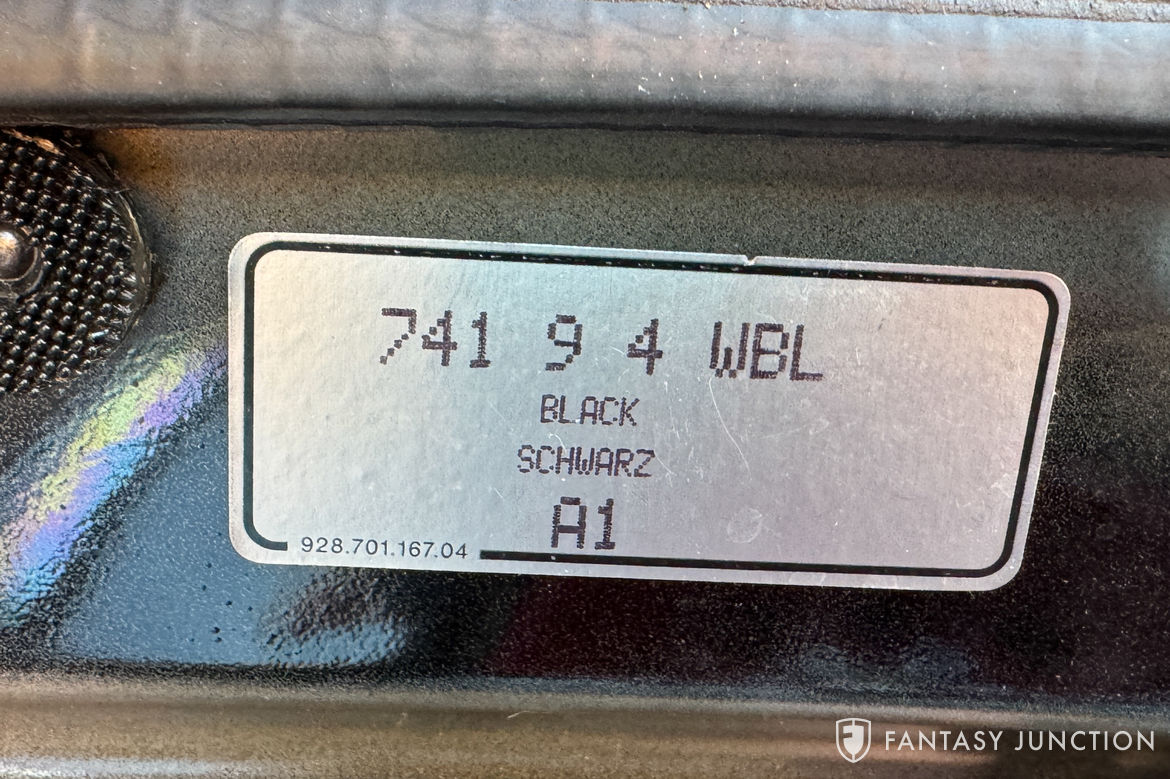 741 9 4 WBL
BLACK
SCHWARZ
A1
928.701.167.04
FANTASY JUNCTION